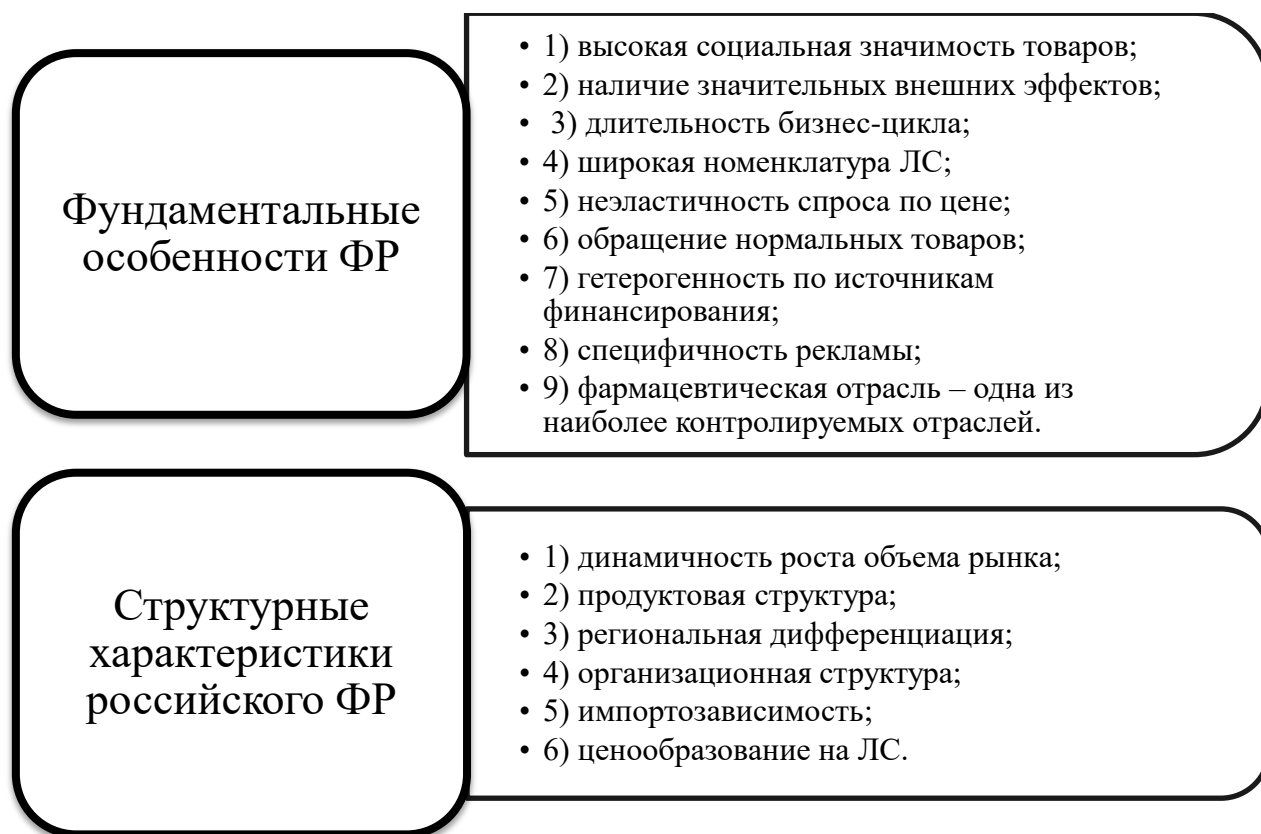 Фундаментальные
особенности ФР
• 1) высокая социальная значимость товаров;
• 2) наличие значительных внешних эффектов;
• 3) длительность бизнес-цикла;
• 4) широкая номенклатура ЛС;
• 5) неэластичность спроса по цене;
• 6) обращение нормальных товаров;
• 7) гетерогенность по источникам
финансирования;
• 8) специфичность рекламы;
• 9) фармацевтическая отрасль – одна из
наиболее контролируемых отраслей.
Структурные
характеристики
российского ФР
• 1) динамичность роста объема рынка;
• 2) продуктовая структура;
• 3) региональная дифференциация;
• 4) организационная структура;
• 5) импортозависимость;
• 6) ценообразование на ЛС.